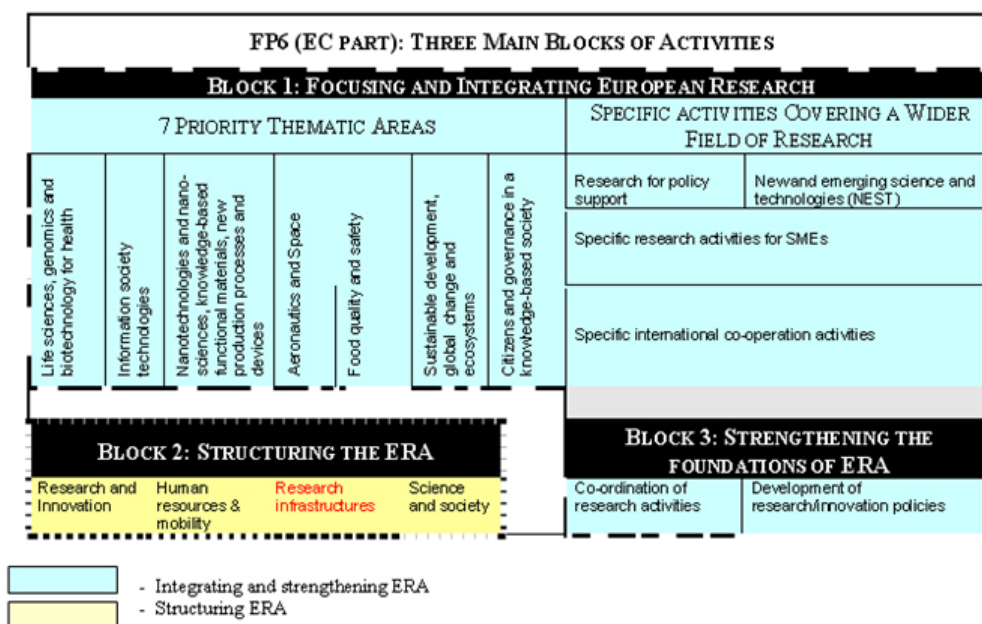 FP6 (EC PART): THREE MAIN BLOCKS OF ACTIVITIES
BLOCK 1: FOCUSING AND INTEGRATING EUROPEAN RESEARCH
7 PRIORITY THEMATIC AREAS
SPECIFIC ACTIVITIES COVERING A WIDER
FIELD OF RESEARCH
Life sciences, genomics and
biotechnology for health
Information society
technologies
Nanotechnologies and nano-
sciences, knowledge-based
functional materials, new
production processes and
devices
Aeronautics and Space
Food quality and safety
Sustainable development,
global change and
ecosystems
Citizens and governance in a
knowledge-based society
Research for policy
support
Newand emerging science and
technologies (NEST)
Specific research activities for SMEs
Specific international co-operation activities
BLOCK 2: STRUCTURING THE ERA
Research and
Innovation
Human
resources &
mobility
Research
infrastructures
Science
and society
BLOCK 3: STRENGTHENING THE
FOUNDATIONS OF ERA
Co-ordination of
research activities
Development of
research/innovation policies
- Integrating and strengthening ERA
- Structuring ERA